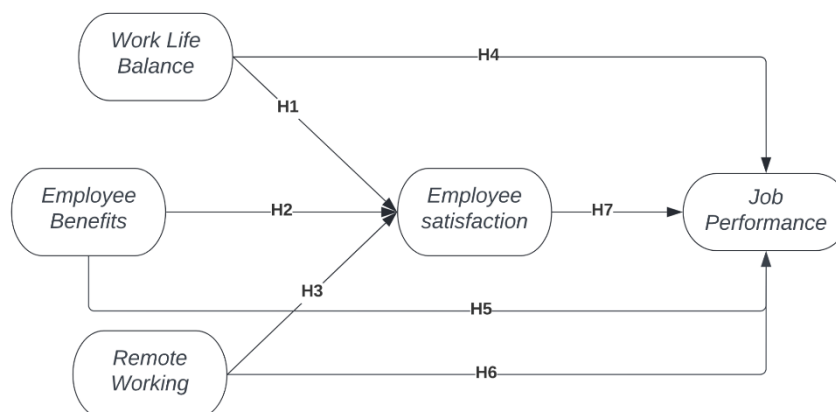 Work Life
Balance
H4
H1
Employee
Benefits
H2
Employee
satisfaction
H7
Job
Performance
H3
H5
Remote
Working
H6